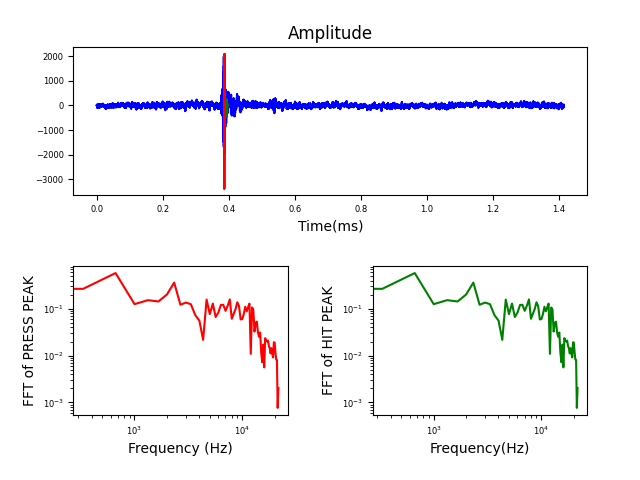 Amplitude
2000
1000
0
−1000
−2000
−3000
0.0 0.2 0.4 0.6 0.8 1.0 1.2 1.4
Time(ms)
FFT of PRESS PEAK
10⁻¹
10⁻²
10⁻³
10³ 10⁴
Frequency (Hz)
FFT of HIT PEAK
10⁻¹
10⁻²
10⁻³
10³ 10⁴
Frequency(Hz)